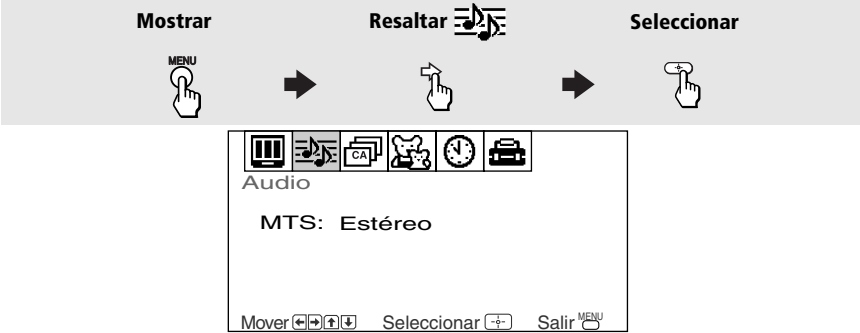 Mostrar Resaltar Seleccionar
MENU
CA
Audio
MTS: Estéreo
Mover Seleccionar Salir MENU